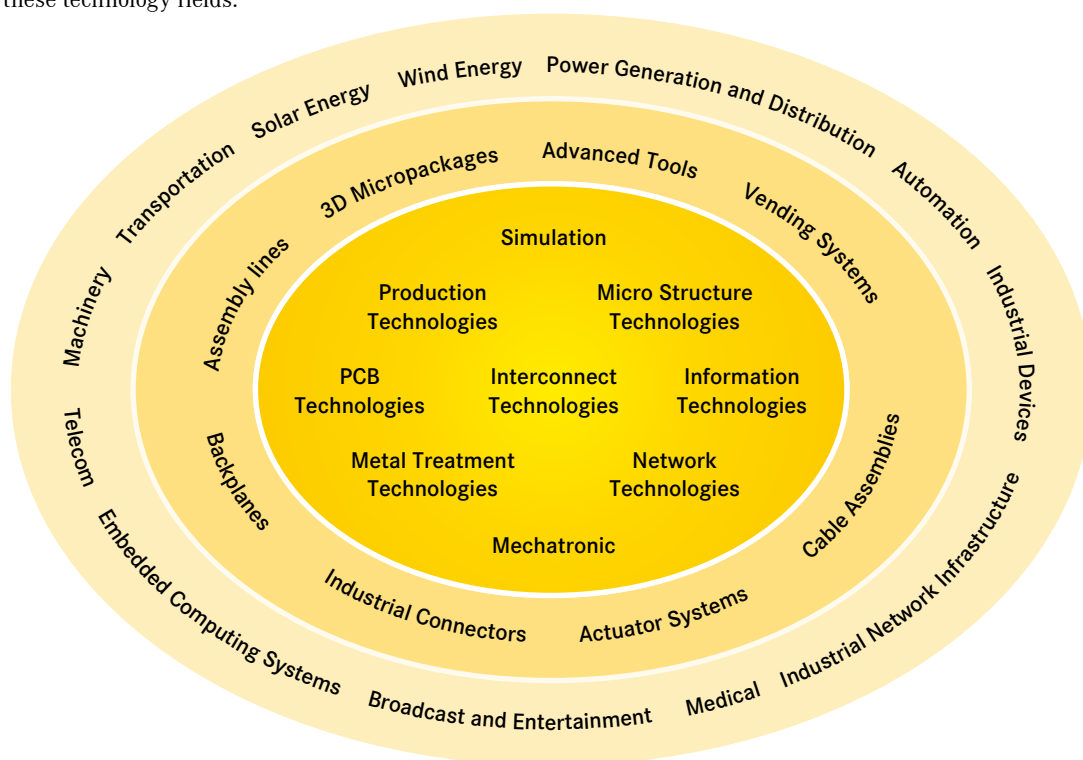 these technology fields.
Wind Energy
Power Generation and Distribution
Solar Energy
Transportation
Automation
Machinery
Industrial Devices
Telecom
Embedded Computing Systems
Broadcast and Entertainment
Medical
Industrial Network Infrastructure
3D Micropackages
Advanced Tools
Vending Systems
Assembly lines
Backplanes
Industrial Connectors
Actuator Systems
Cable Assemblies
Simulation
Production
Technologies
Micro Structure
Technologies
PCB
Technologies
Interconnect
Technologies
Information
Technologies
Metal Treatment
Technologies
Network
Technologies
Mechatronic